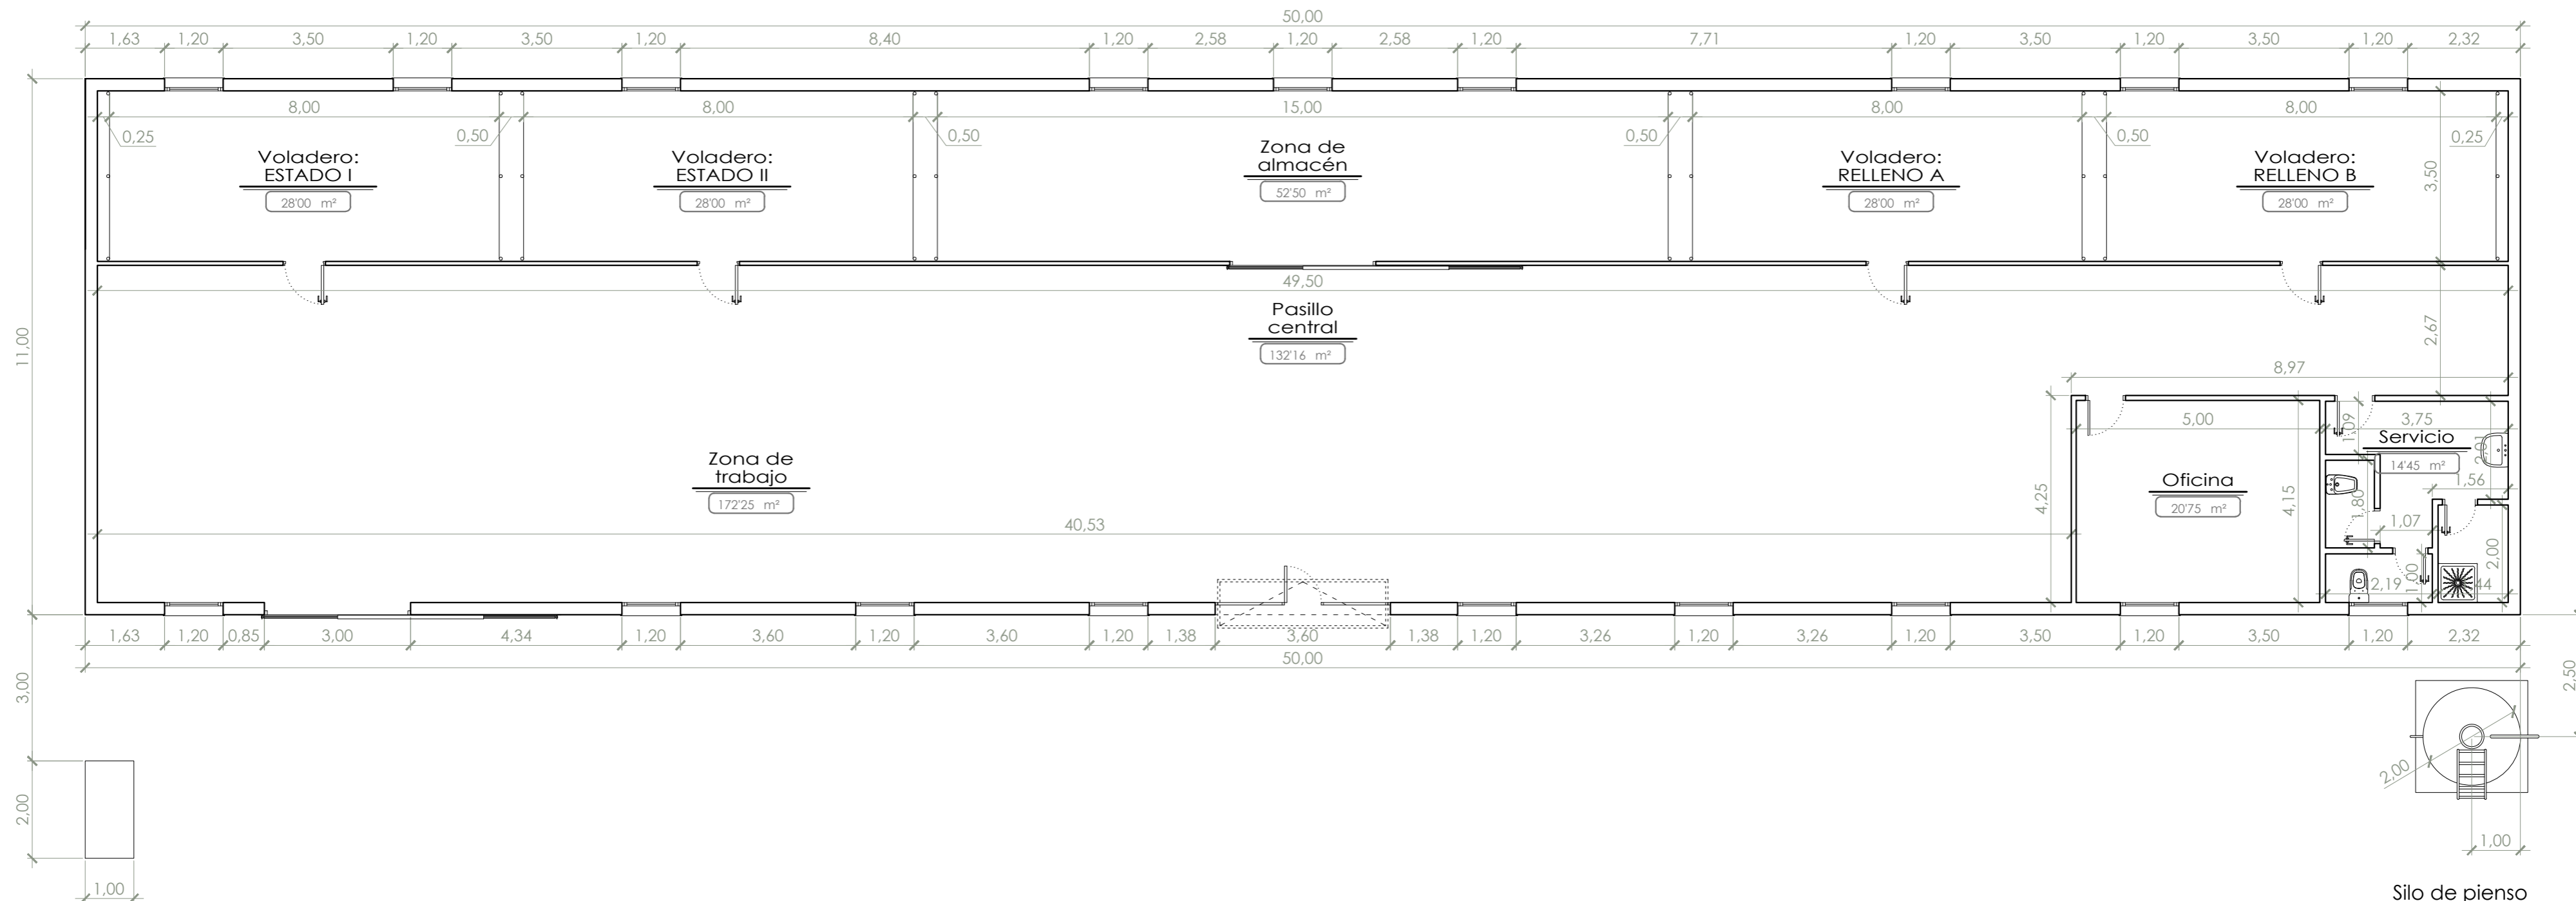 50,00
1,63 1,20 3,50 1,20 3,50 1,20 8,40 1,20 2,58 1,20 2,58 1,20 7,71 1,20 3,50 1,20 3,50 1,20 2,32
8,00 8,00 15,00 8,00 8,00
0,25 0,50 0,50 0,50 0,50 0,25
Voladero:
ESTADO I
28'00 m²
Voladero:
ESTADO II
28'00 m²
Zona de
almacén
52'50 m²
Voladero:
RELLENO A
28'00 m²
Voladero:
RELLENO B
28'00 m²
3,50
49,50
Pasillo
central
132'16 m²
11,00
2,67
8,97
5,00
1,09
3,75
Servicio
14'45 m²
1,56
Zona de
trabajo
172'25 m²
Oficina
20'75 m²
4,25
4,15
1,80
1,07
2,00
40,53
2,19
1,00
44
1,63 1,20 0,85 3,00 4,34 1,20 3,60 1,20 3,60 1,20 1,38 3,60 1,38 1,20 3,26 1,20 3,26 1,20 3,50 1,20 3,50 1,20 2,32
50,00
3,00
2,50
2,00
2,00
1,00
1,00
Silo de pienso